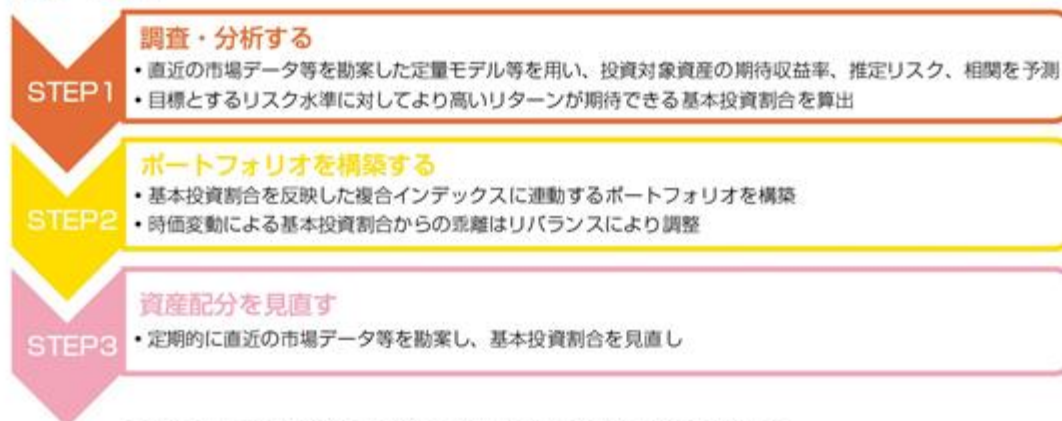 STEP1
調査・分析する
• 直近の市場データ等を勘案した定量モデル等を用い、投資対象資産の期待収益率、推定リスク、相関を予測
• 目標とするリスク水準に対してより高いリターンが期待できる基本投資割合を算出
STEP2
ポートフォリオを構築する
• 基本投資割合を反映した複合インデックスに連動するポートフォリオを構築
• 時価変動による基本投資割合からの乖離はリバランスにより調整
STEP3
資産配分を見直す
• 定期的に直近の市場データ等を勘案し、基本投資割合を見直し